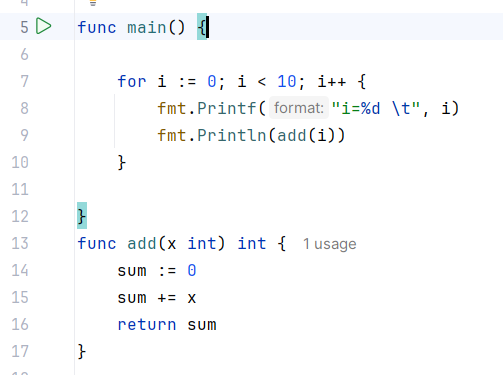 5 func main() {
6
7 for i := 0; i < 10; i++ {
8 fmt.Printf( format: "i=%d \t", i)
9 fmt.Println(add(i))
10 }
11
12 }
13 func add(x int) int { 1 usage
14 sum := 0
15 sum += x
16 return sum
17 }